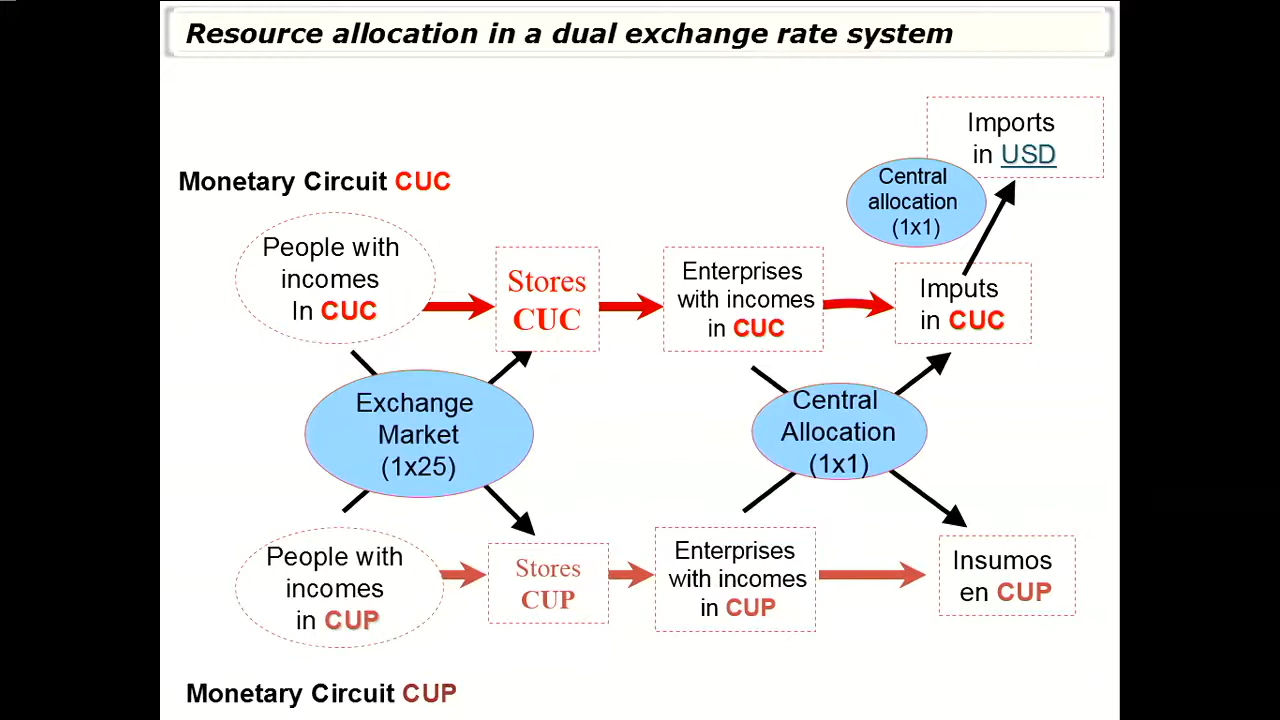 Resource allocation in a dual exchange rate system
Imports
in USD
Central
allocation
(1x1)
Monetary Circuit CUC
People with
incomes
In CUC
Stores
CUC
Enterprises
with incomes
in CUC
Imputs
in CUC
Exchange
Market
(1x25)
Central
Allocation
(1x1)
People with
incomes
in CUP
Stores
CUP
Enterprises
with incomes
in CUP
Insumos
en CUP
Monetary Circuit CUP